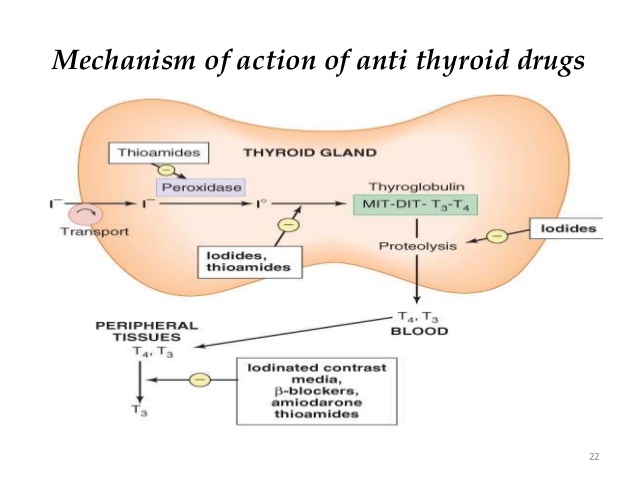 Mechanism of action of anti thyroid drugs
Thioamides
THYROID GLAND
Peroxidase
Thyroglobulin
I⁻
I⁻
I°
MIT-DIT- T₃-T₄
Transport
Iodides
Proteolysis
Iodides,
thioamides
T₄, T₃
BLOOD
PERIPHERAL
TISSUES
T₄, T₃
T₃
Iodinated contrast
media,
β-blockers,
amiodarone
thioamides
22